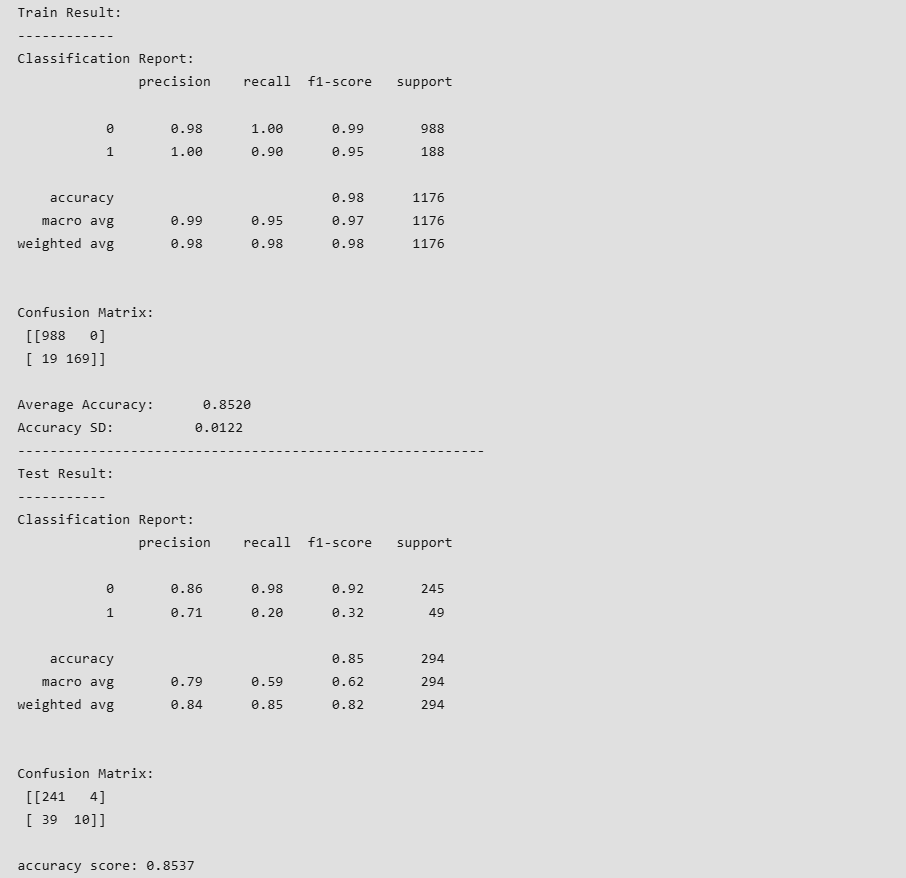 Train Result:
------------
Classification Report:
               precision    recall  f1-score   support

           0       0.98      1.00      0.99       988
           1       1.00      0.90      0.95       188

    accuracy                           0.98      1176
   macro avg       0.99      0.95      0.97      1176
weighted avg       0.98      0.98      0.98      1176


Confusion Matrix:
 [[988   0]
 [ 19 169]]

Average Accuracy:      0.8520
Accuracy SD:          0.0122
----------------------------------------------------------
Test Result:
-----------
Classification Report:
               precision    recall  f1-score   support

           0       0.86      0.98      0.92       245
           1       0.71      0.20      0.32        49

    accuracy                           0.85       294
   macro avg       0.79      0.59      0.62       294
weighted avg       0.84      0.85      0.82       294


Confusion Matrix:
 [[241   4]
 [ 39  10]]

accuracy score: 0.8537